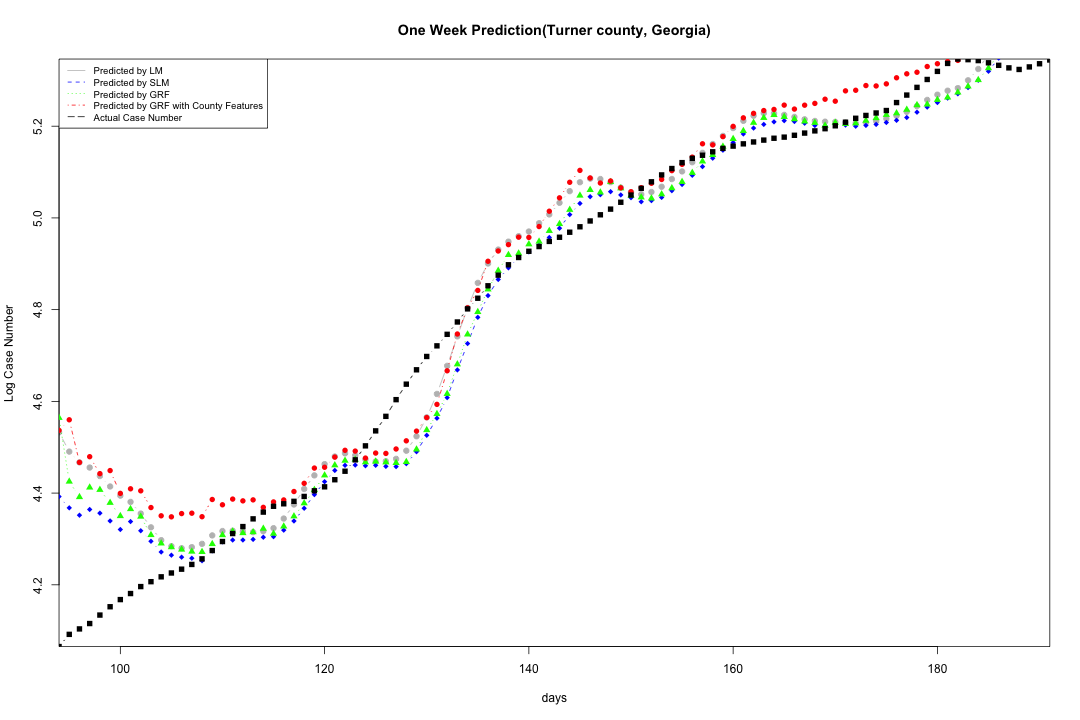 One Week Prediction(Turner county, Georgia)
Predicted by LM
Predicted by SLM
Predicted by GRF
Predicted by GRF with County Features
Actual Case Number
Log Case Number
5.2
5.0
4.8
4.6
4.4
4.2
100 120 140 160 180
days